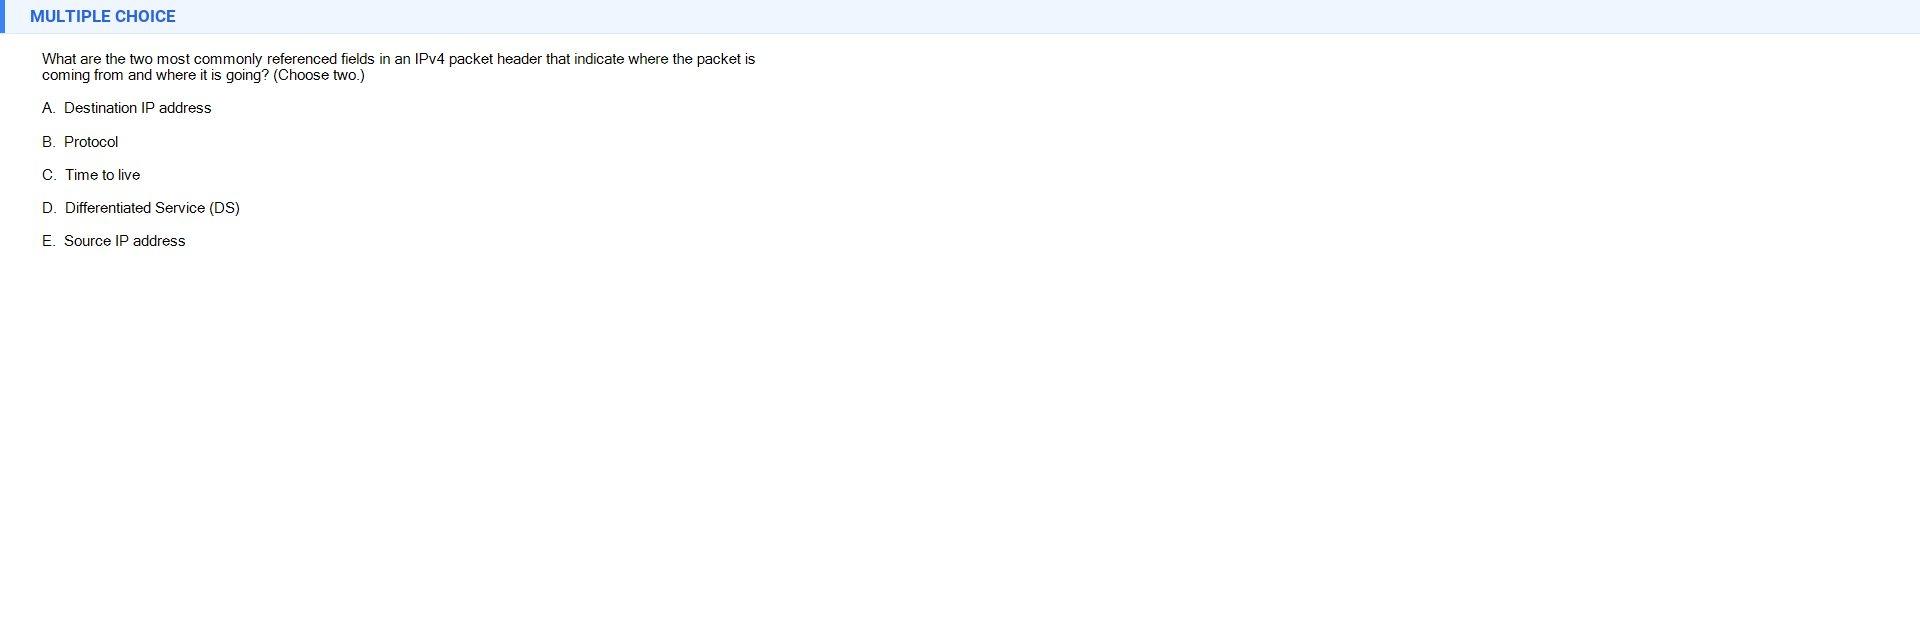 MULTIPLE CHOICE
What are the two most commonly referenced fields in an IPv4 packet header that indicate where the packet is
coming from and where it is going? (Choose two.)
A. Destination IP address
B. Protocol
C. Time to live
D. Differentiated Service (DS)
E. Source IP address